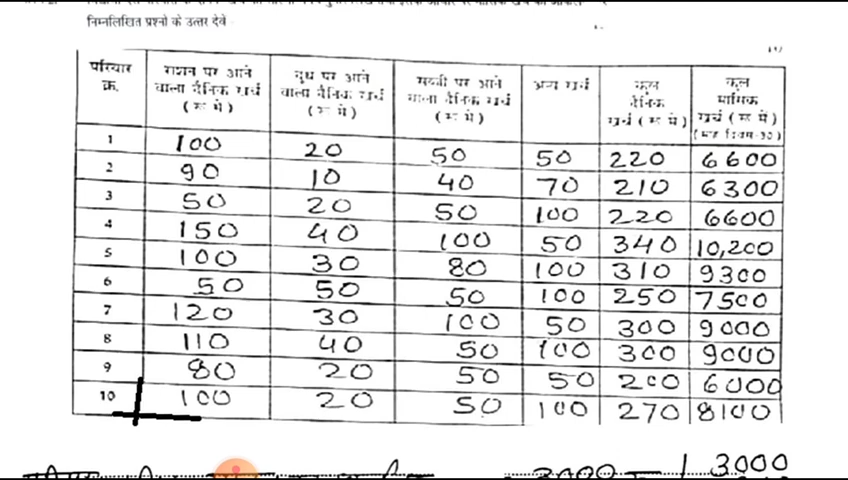 निम्नलिखित प्रश्नों के उत्तर देवें
परिवार क्र. | राशन पर आने वाला दैनिक खर्च (रू में) | दूध पर आने वाला दैनिक खर्च (रू में) | सब्जी पर आने वाला दैनिक खर्च (रू में) | अन्य खर्च | कुल दैनिक खर्च (रू में) | कुल मासिक खर्च (रू में) (माह दिवस-30)
1 100 20 50 50 220 6600
2 90 10 40 70 210 6300
3 50 20 50 100 220 6600
4 150 40 100 50 340 10,200
5 100 30 80 100 310 9300
6 50 50 50 100 250 7500
7 120 30 100 50 300 9000
8 110 40 50 100 300 9000
9 80 20 50 50 200 6000
10 100 20 50 100 270 8100
3000 3000